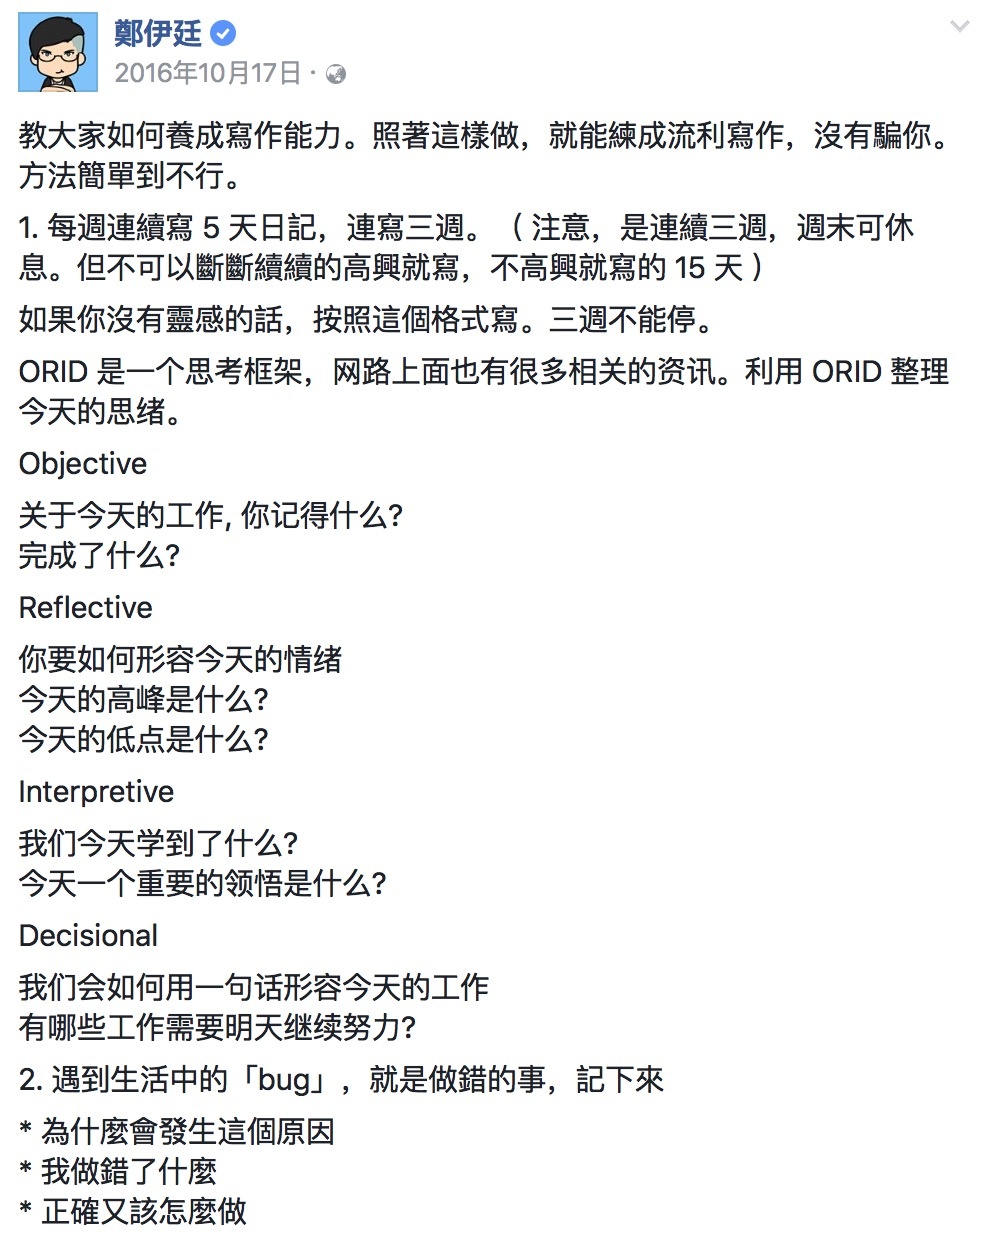 鄭伊廷
2016年10月17日 ·
教大家如何養成寫作能力。照著這樣做，就能練成流利寫作，沒有騙你。
方法簡單到不行。
1. 每週連續寫 5 天日記，連寫三週。（ 注意，是連續三週，週末可休
息。但不可以斷斷續續的高興就寫，不高興就寫的 15 天 ）
如果你沒有靈感的話，按照這個格式寫。三週不能停。
ORID 是一个思考框架，网路上面也有很多相关的资讯。利用 ORID 整理
今天的思绪。
Objective
关于今天的工作, 你记得什么?
完成了什么?
Reflective
你要如何形容今天的情绪
今天的高峰是什么?
今天的低点是什么?
Interpretive
我们今天学到了什么?
今天一个重要的领悟是什么?
Decisional
我们会如何用一句话形容今天的工作
有哪些工作需要明天继续努力?
2. 遇到生活中的「bug」，就是做錯的事，記下來
* 為什麼會發生這個原因
* 我做錯了什麼
* 正確又該怎麼做